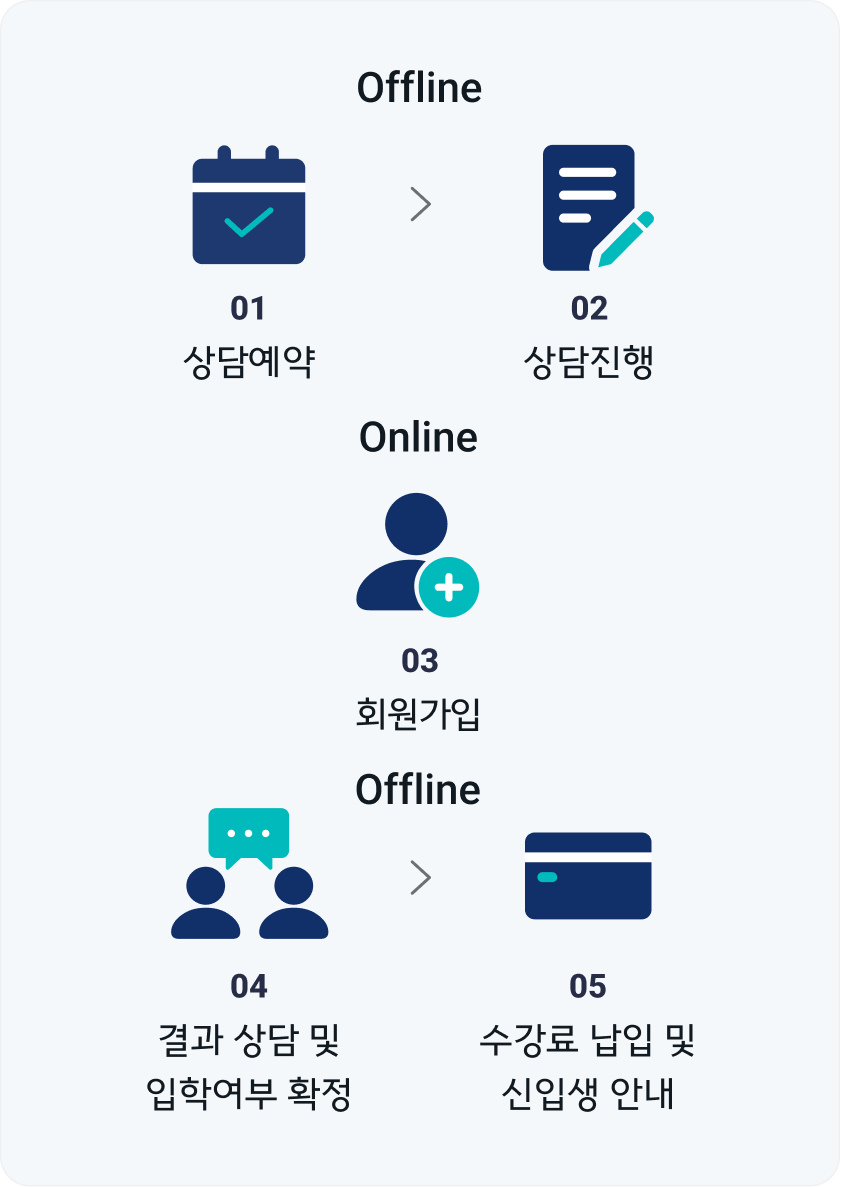 Offline
01
상담예약
02
상담진행
Online
03
회원가입
Offline
04
결과 상담 및
입학여부 확정
05
수강료 납입 및
신입생 안내